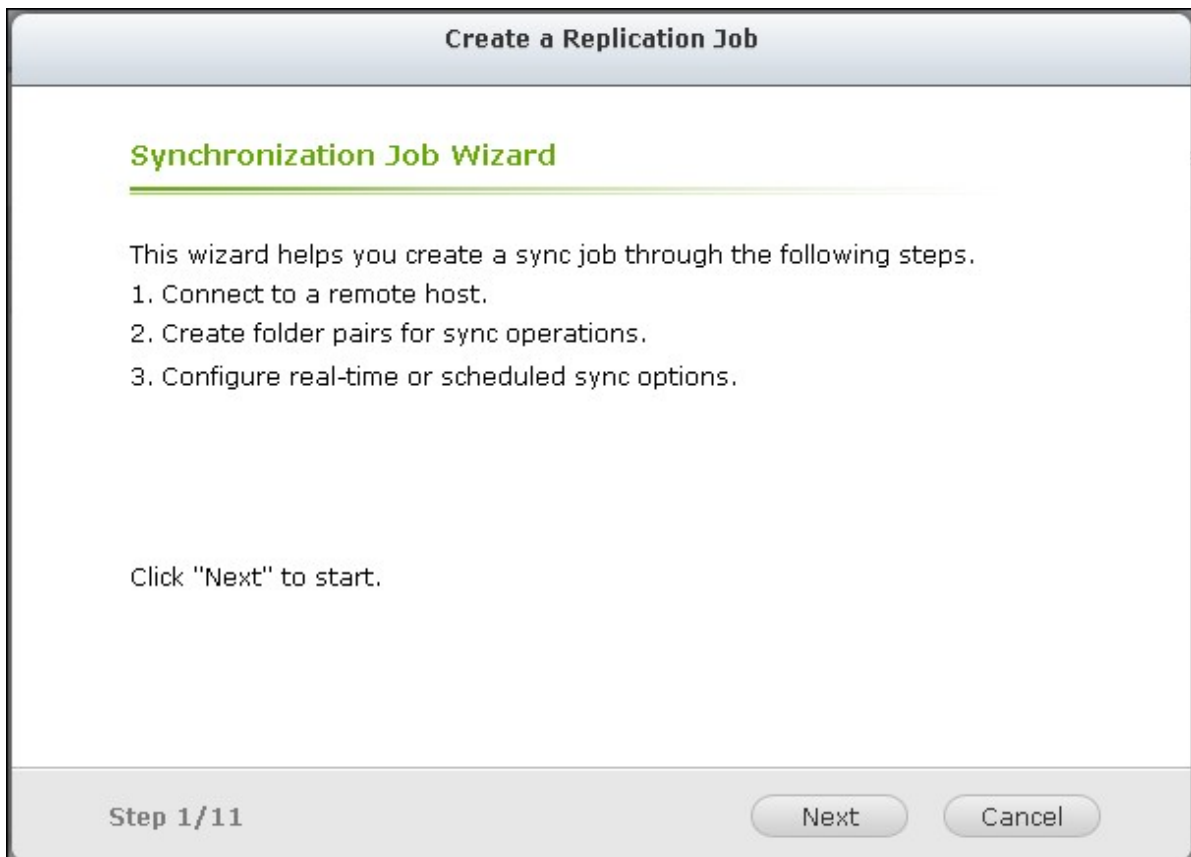 Create a Replication Job
Synchronization Job Wizard
This wizard helps you create a sync job through the following steps.
1. Connect to a remote host.
2. Create folder pairs for sync operations.
3. Configure real-time or scheduled sync options.
Click "Next" to start.
Step 1/11
Next
Cancel